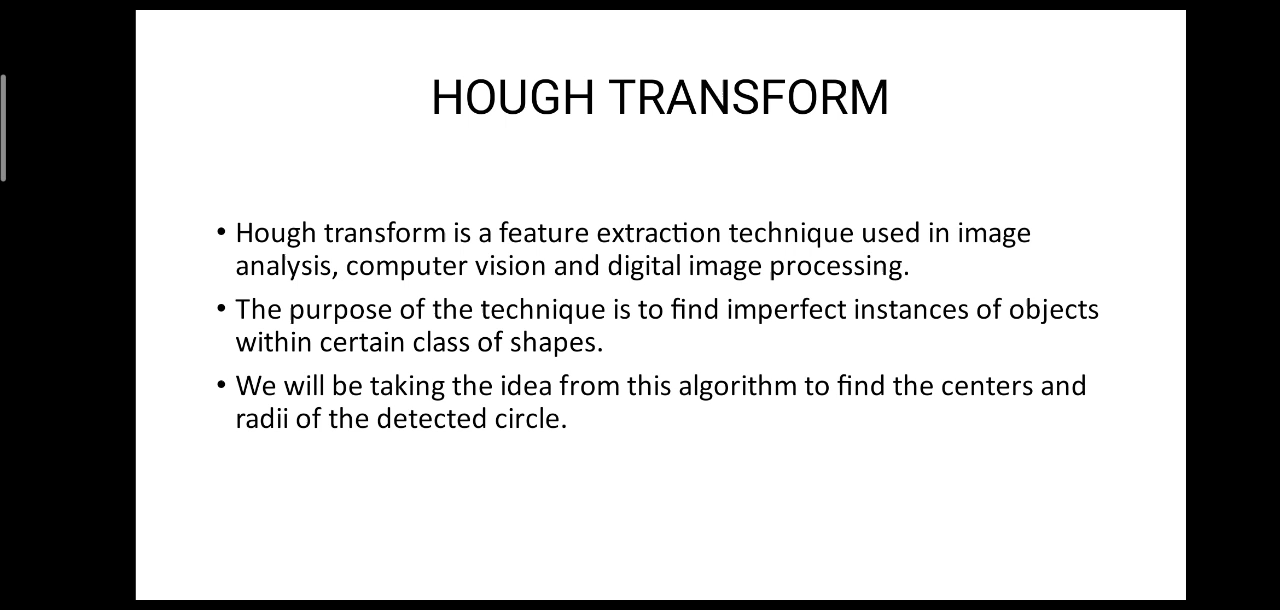 HOUGH TRANSFORM
• Hough transform is a feature extraction technique used in image
analysis, computer vision and digital image processing.
• The purpose of the technique is to find imperfect instances of objects
within certain class of shapes.
• We will be taking the idea from this algorithm to find the centers and
radii of the detected circle.